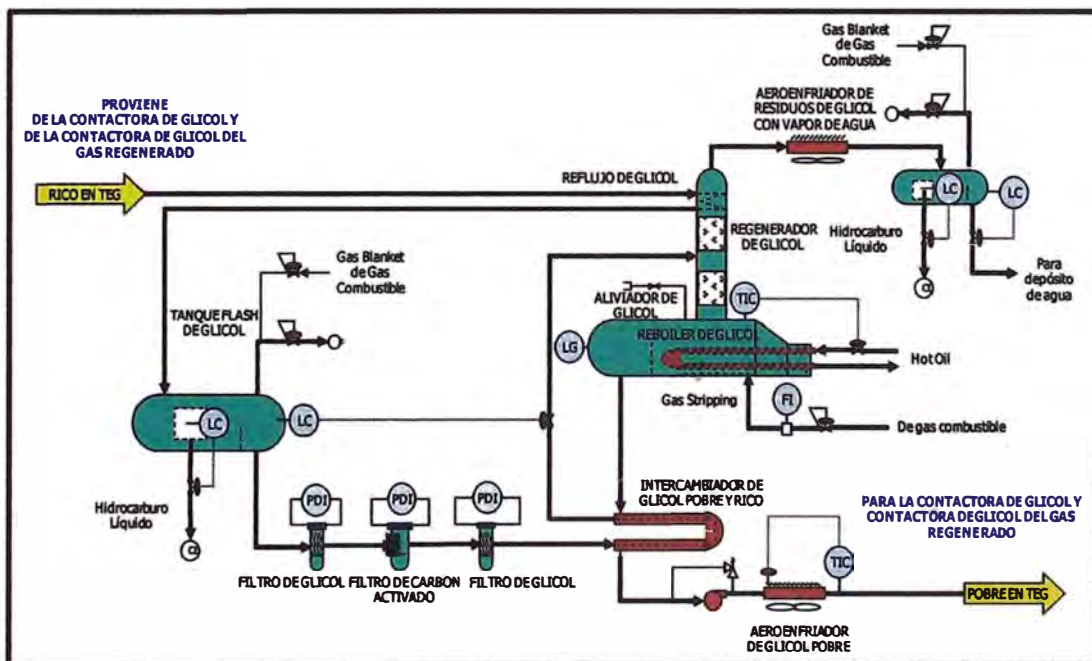 Gas Blanket
de Gas
Combustible
AEROENFRIADOR DE
RESIDUOS DE GLICOL
CON VAPOR DE AGUA
PROVIENE
DE LA CONTACTORA DE GLICOL Y
DE LA CONTACTORA DE GLICOL DEL
GAS REGENERADO
RICO EN TEG
REFLUJO DE GLICOL
LC
LC
REGENERADOR
DE GLICOL
Hidrocarburo
Líquido
Para
depósito
de agua
Gas Blanket
de Gas
Combustible
TANQUE FLASH
DE GLICOL
ALIVIADOR DE
GLICOL
TIC
REBOILER DE GLICO
LG
Hot Oil
Gas Stripping
FI
De gas combustible
LC
LC
Hidrocarburo
Líquido
PDI
PDI
PDI
INTERCAMBIADOR DE
GLICOL POBRE Y RICO
PARA LA CONTACTORA DE GLICOL Y
CONTACTORA DE GLICOL DEL GAS
REGENERADO
FILTRO DE GLICOL
FILTRO DE CARBON
ACTIVADO
FILTRO DE GLICOL
TIC
POBRE EN TEG
AEROENFRIADOR
DE GLICOL POBRE